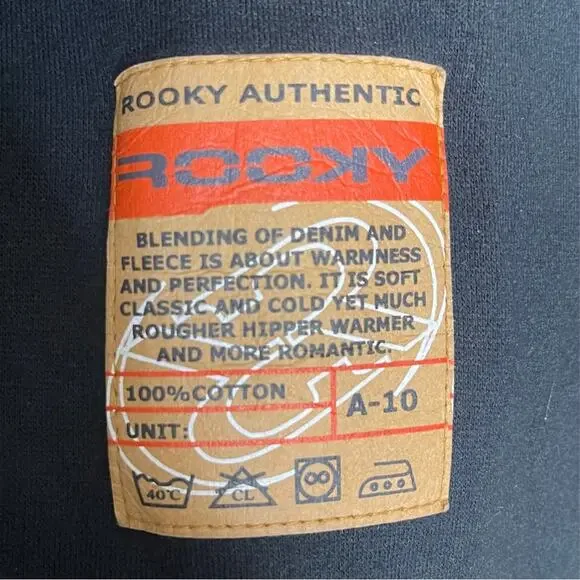 ROOKY AUTHENTIC
ROOKY
BLENDING OF DENIM AND
FLEECE IS ABOUT WARMNESS
AND PERFECTION. IT IS SOFT
CLASSIC AND COLD YET MUCH
ROUGHER HIPPER WARMER
AND MORE ROMANTIC.
100%COTTON
A-10
UNIT:
40°C
CL